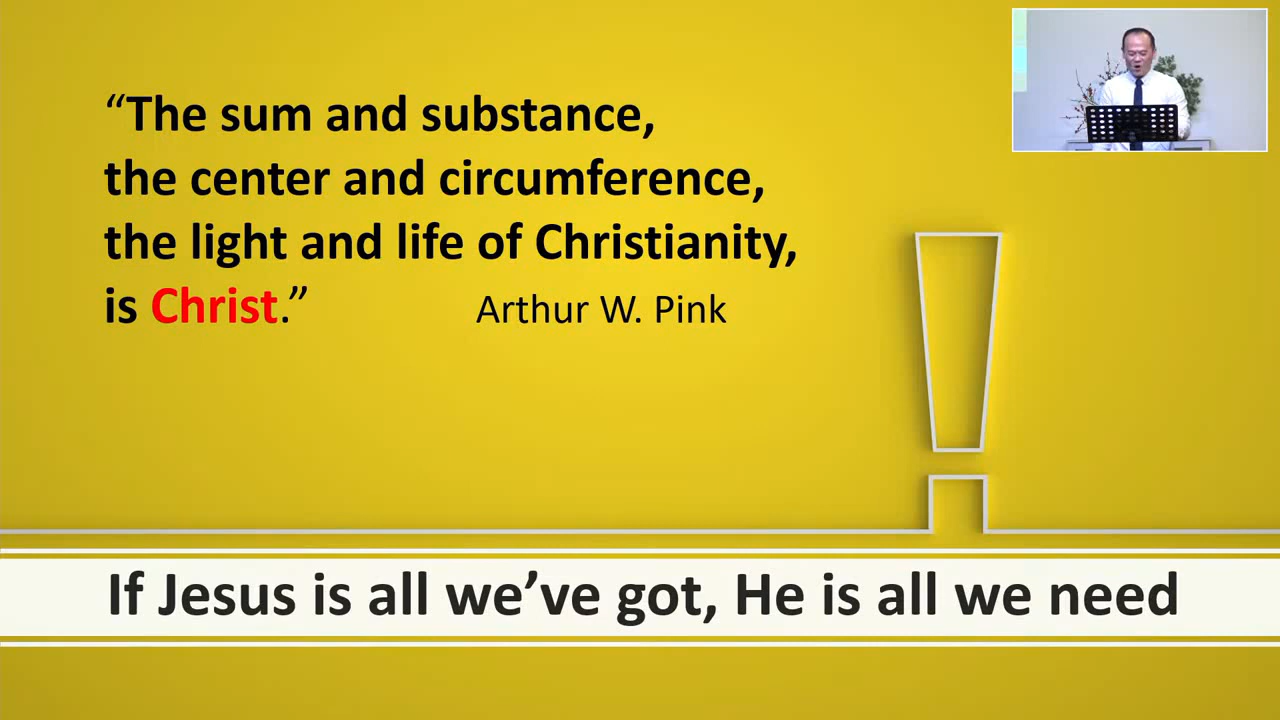 “The sum and substance,
the center and circumference,
the light and life of Christianity,
is Christ.” Arthur W. Pink
If Jesus is all we’ve got, He is all we need